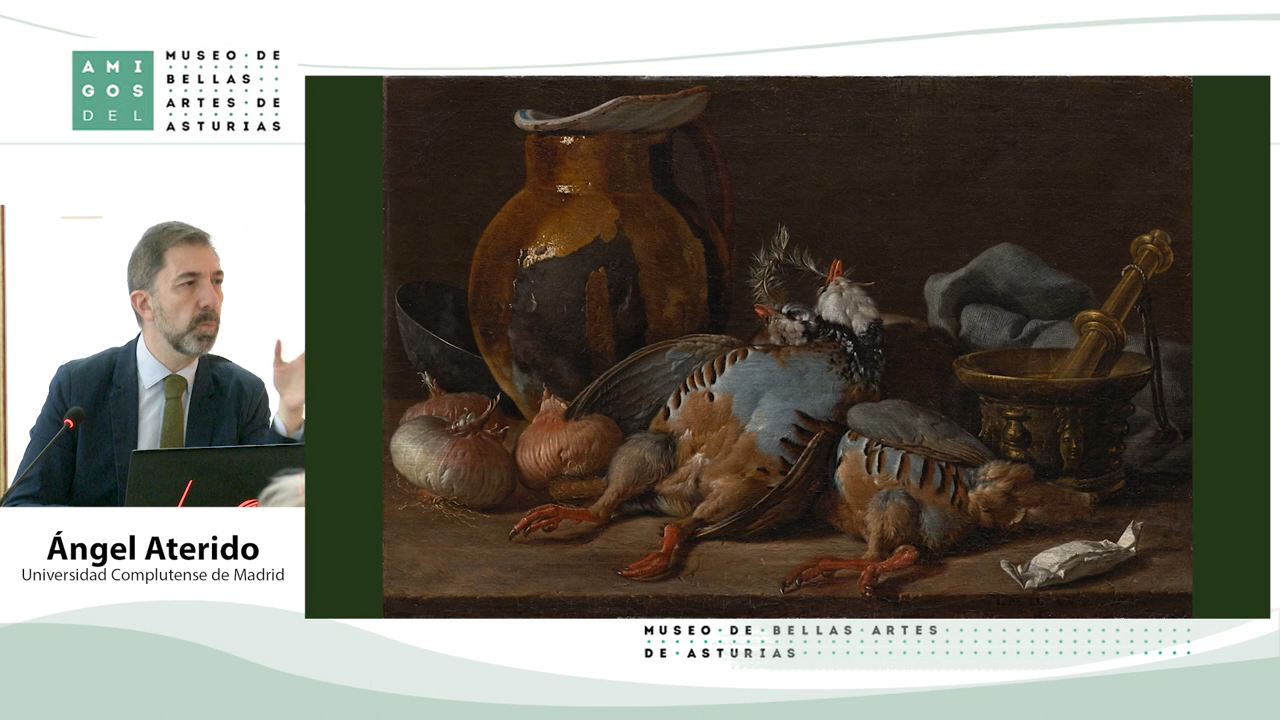 AMI
GOS
DEL
MUSEO·DE
BELLAS
ARTES·DE
ASTURIAS
Ángel Aterido
Universidad Complutense de Madrid
MUSEO·DE·BELLAS ARTES
DE·ASTURIAS